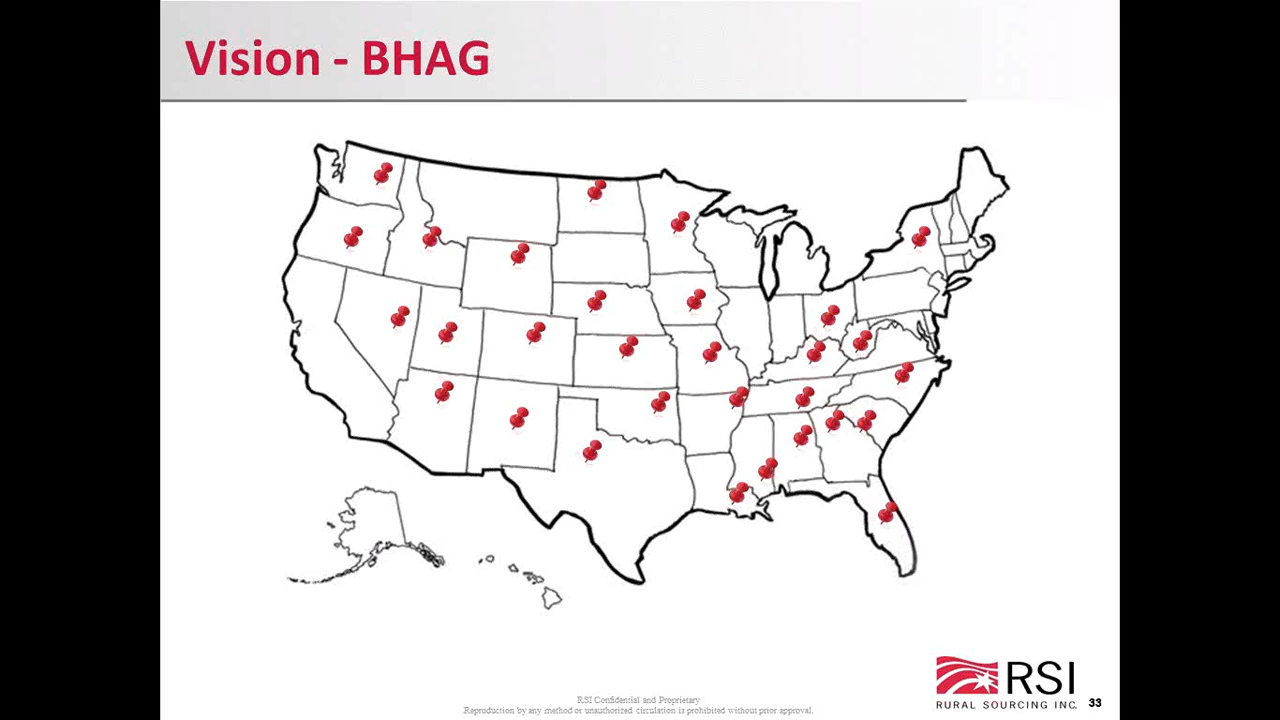 Vision - BHAG
RSI
RURAL SOURCING INC.
RSI Confidential and Proprietary
Reproduction by any method or unauthorized circulation is prohibited without prior approval.
33